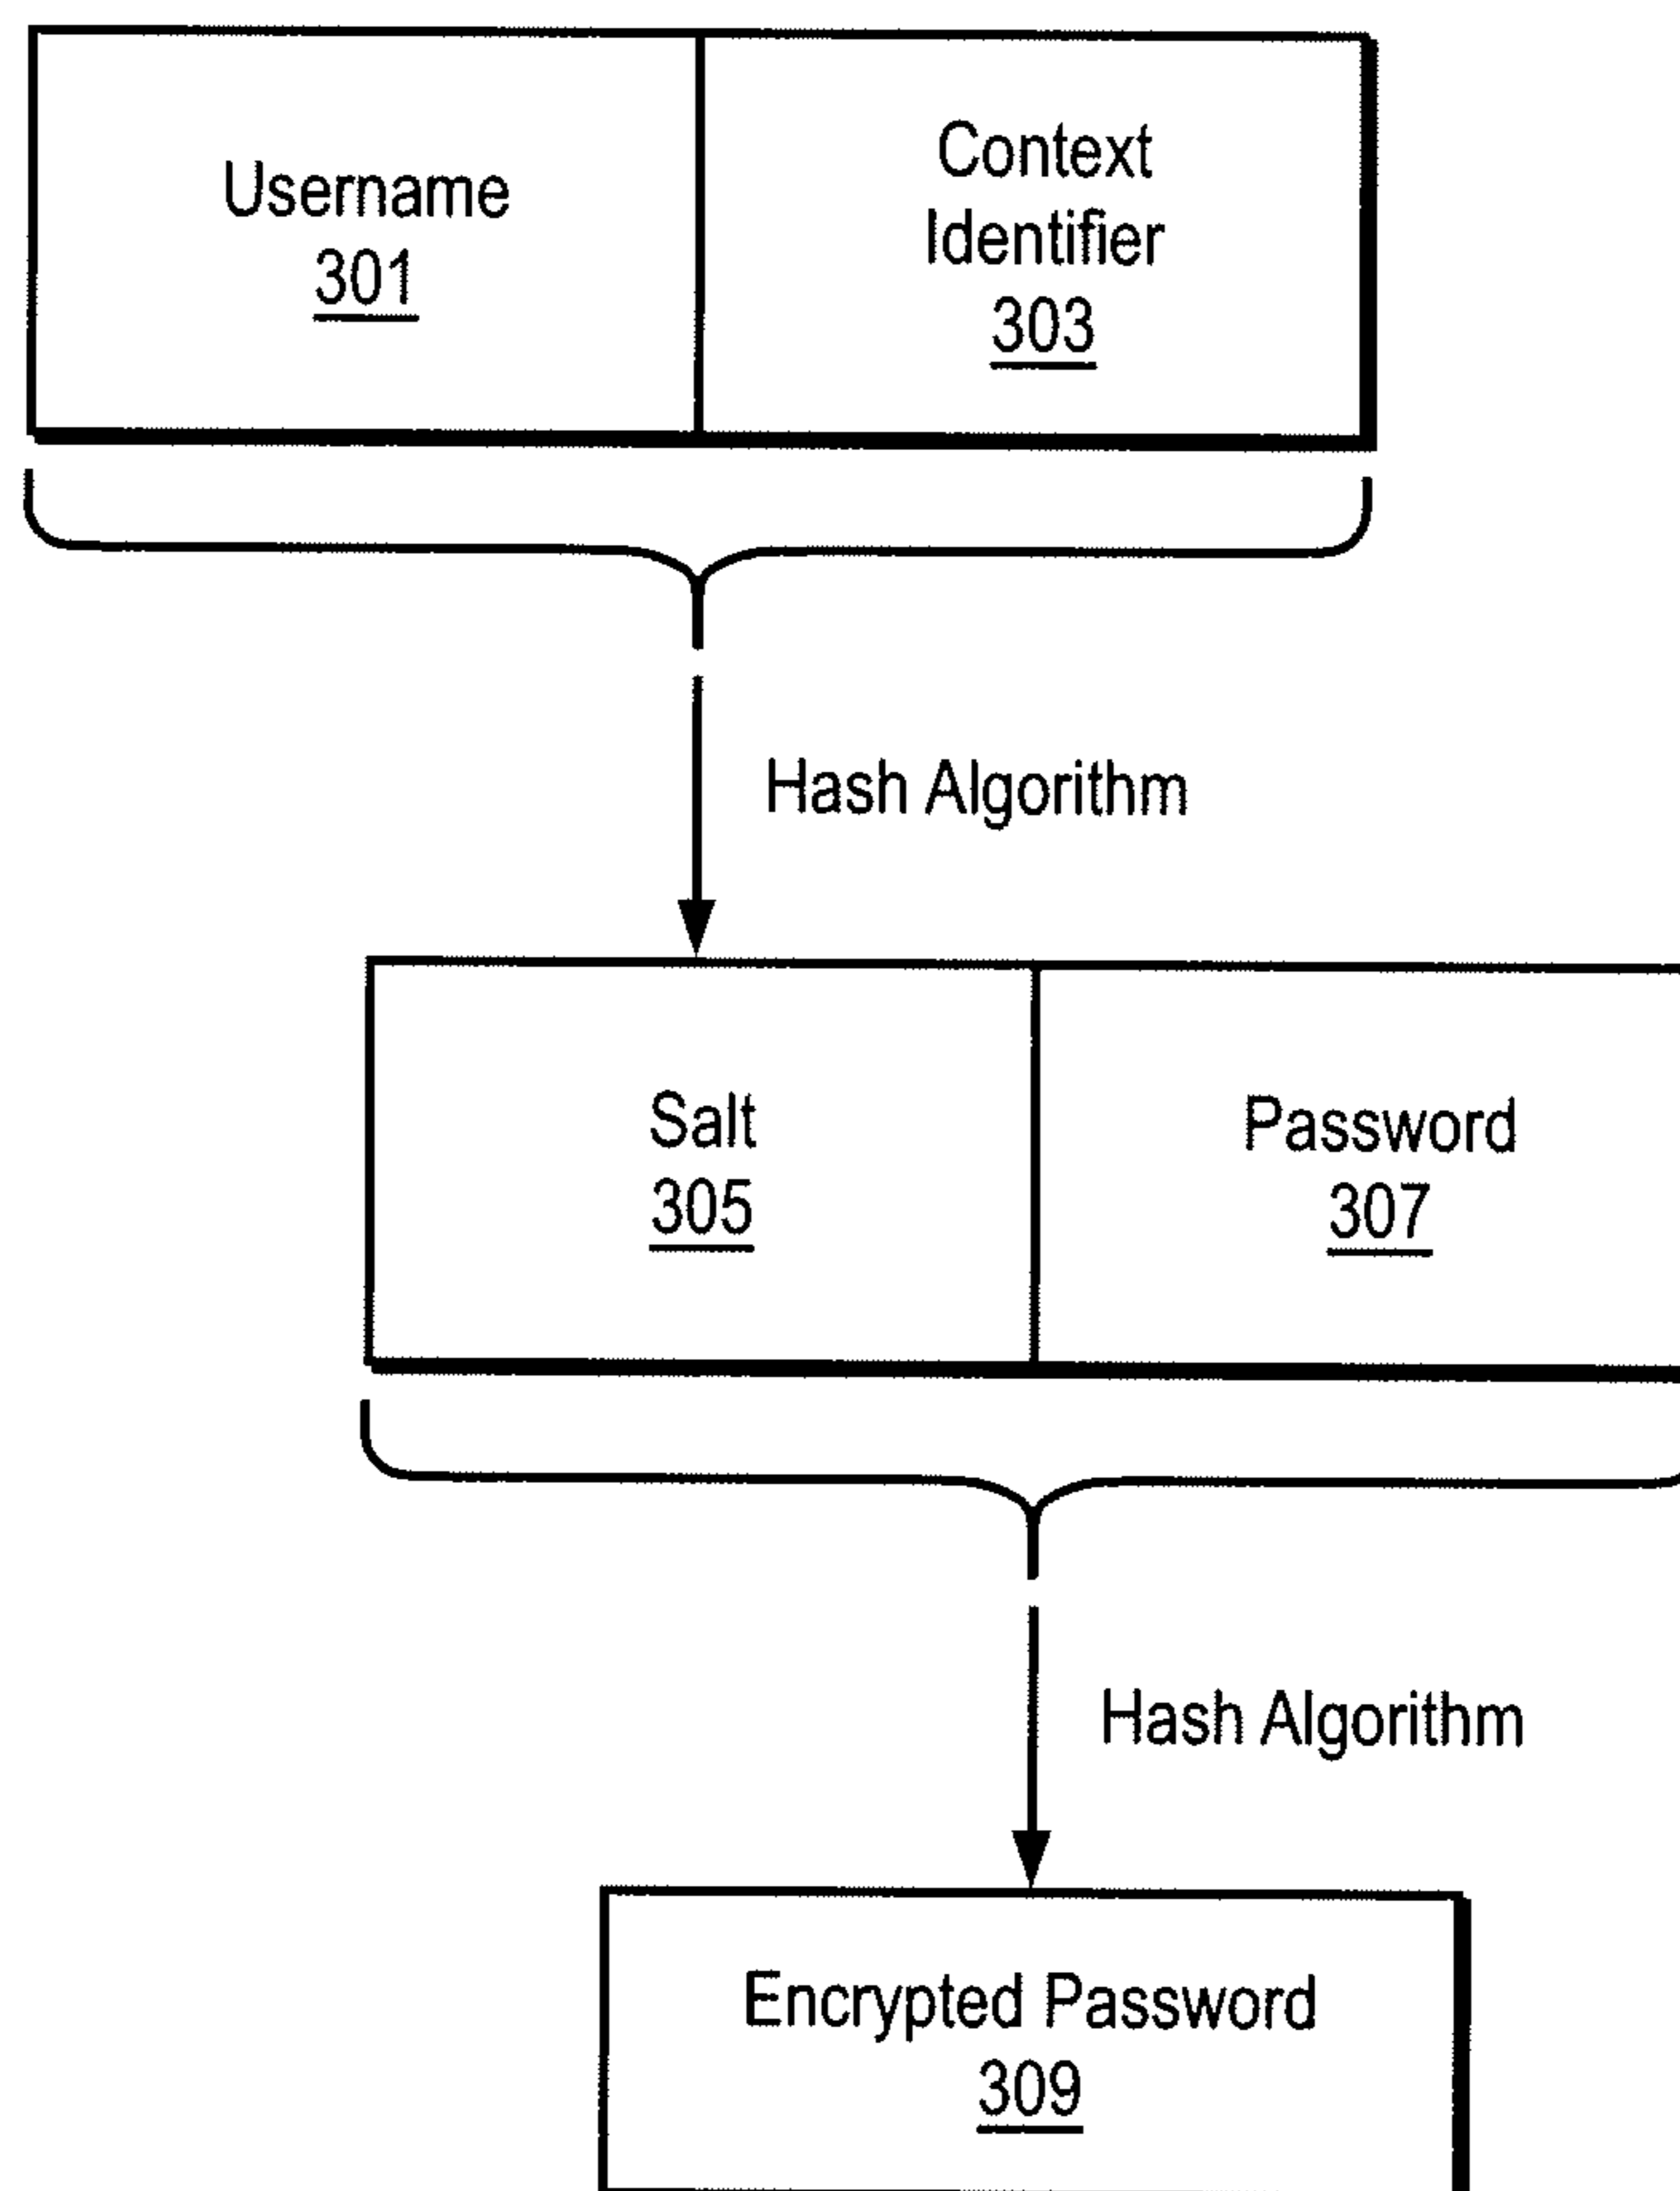 Username
301
Context
Identifier
303
Hash Algorithm
Salt
305
Password
307
Hash Algorithm
Encrypted Password
309